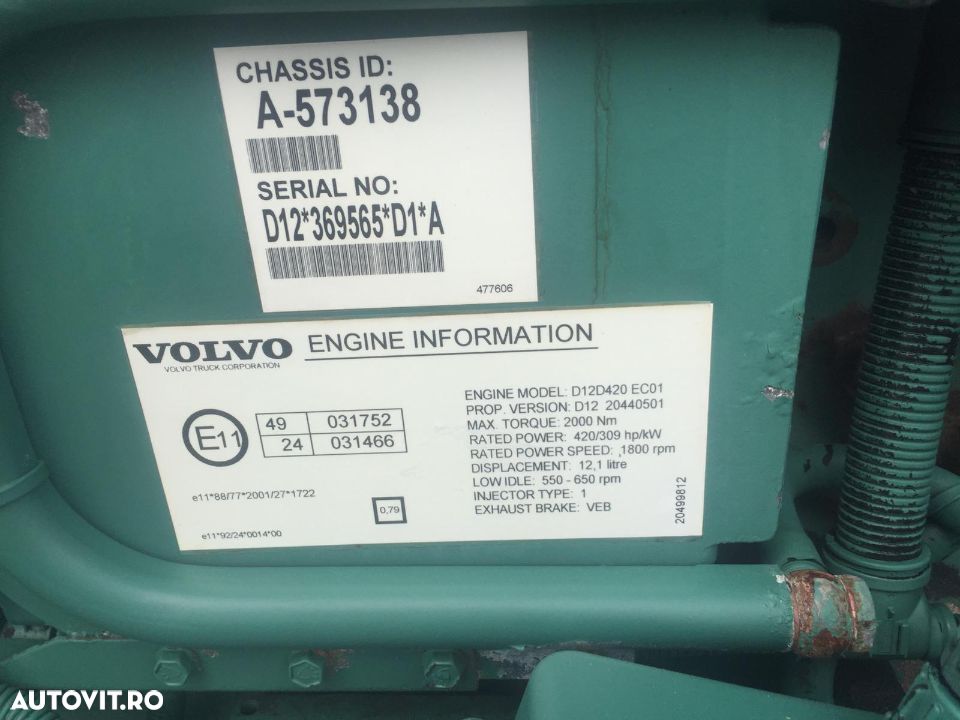 CHASSIS ID:
A-573138
SERIAL NO:
D12*369565*D1*A
477606
VOLVO ENGINE INFORMATION
VOLVO TRUCK CORPORATION
E11
49 031752
24 031466
e11*88/77*2001/27*1722
0,79
e11*92/24*0014*00
ENGINE MODEL: D12D420 EC01
PROP. VERSION: D12 20440501
MAX. TORQUE: 2000 Nm
RATED POWER: 420/309 hp/kW
RATED POWER SPEED: ,1800 rpm
DISPLACEMENT: 12,1 litre
LOW IDLE: 550 - 650 rpm
INJECTOR TYPE: 1
EXHAUST BRAKE: VEB
20499812
AUTOVIT.RO